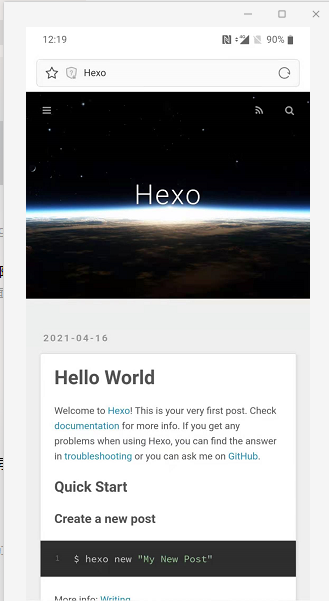 12:19
4G 90%
Hexo
Hexo
2021-04-16
Hello World
Welcome to Hexo! This is your very first post. Check
documentation for more info. If you get any
problems when using Hexo, you can find the answer
in troubleshooting or you can ask me on GitHub.
Quick Start
Create a new post
1 $ hexo new "My New Post"
More info: Writing